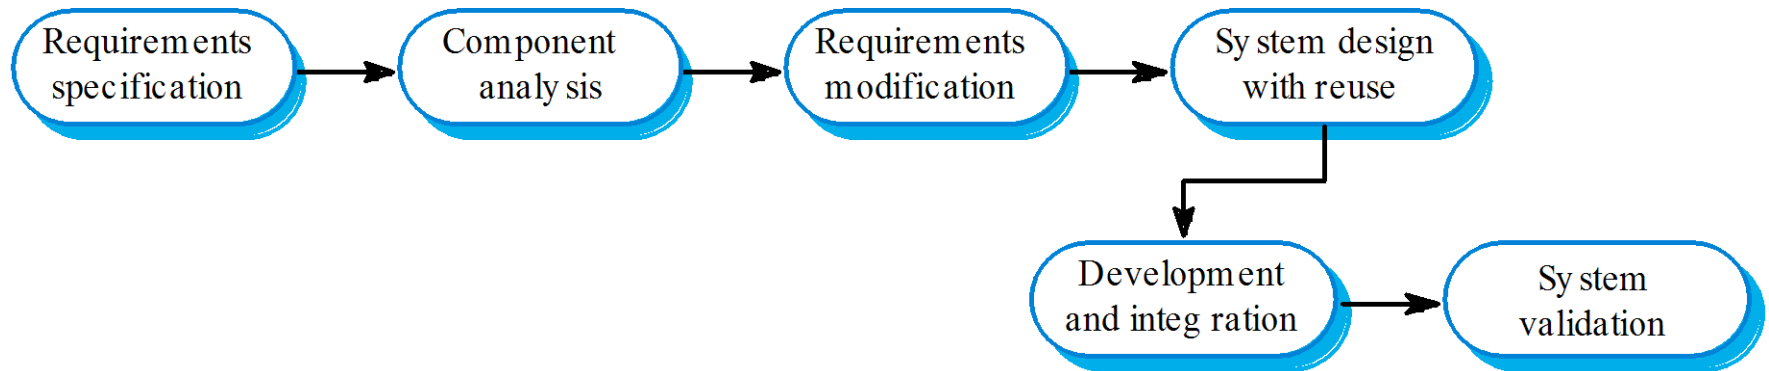 Requirements
specification
Component
analysis
Requirements
modification
System design
with reuse
Development
and integration
System
validation